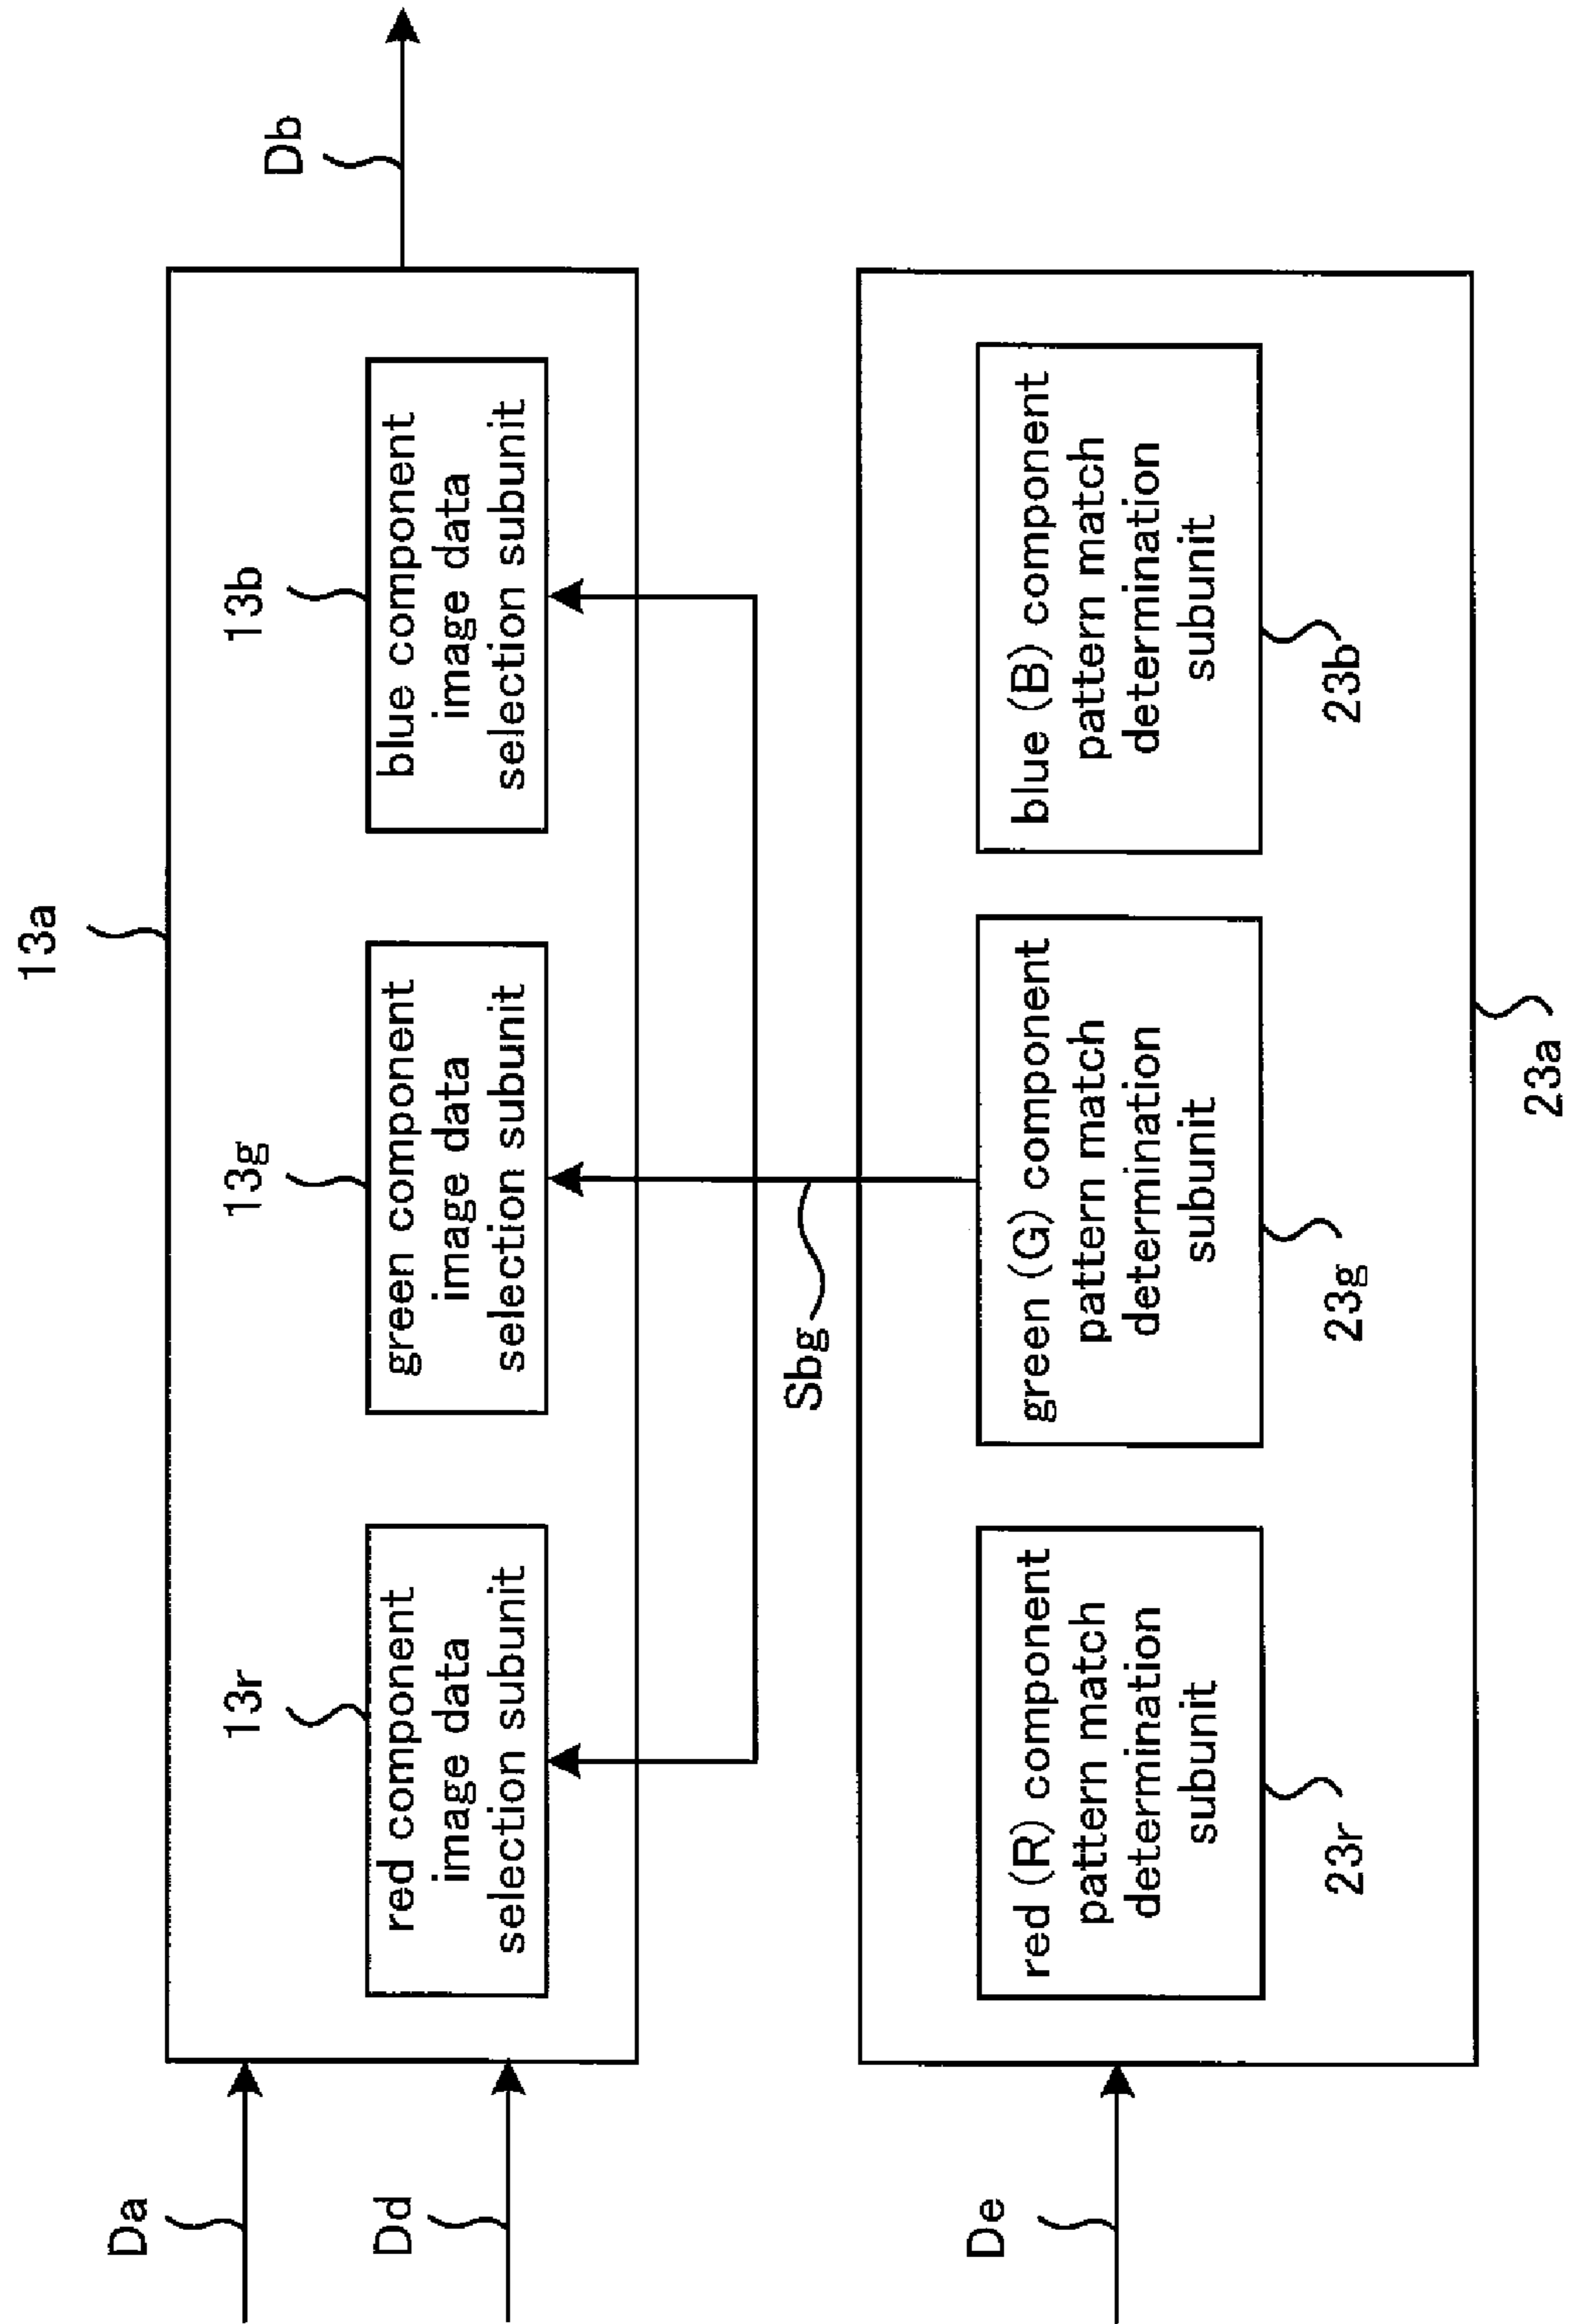 13a
Da
Dd
Db
13r
13g
13b
red component
image data
selection subunit
green component
image data
selection subunit
blue component
image data
selection subunit
Sbg
De
red (R) component
pattern match
determination
subunit
green (G) component
pattern match
determination
subunit
blue (B) component
pattern match
determination
subunit
23r
23g
23b
23a